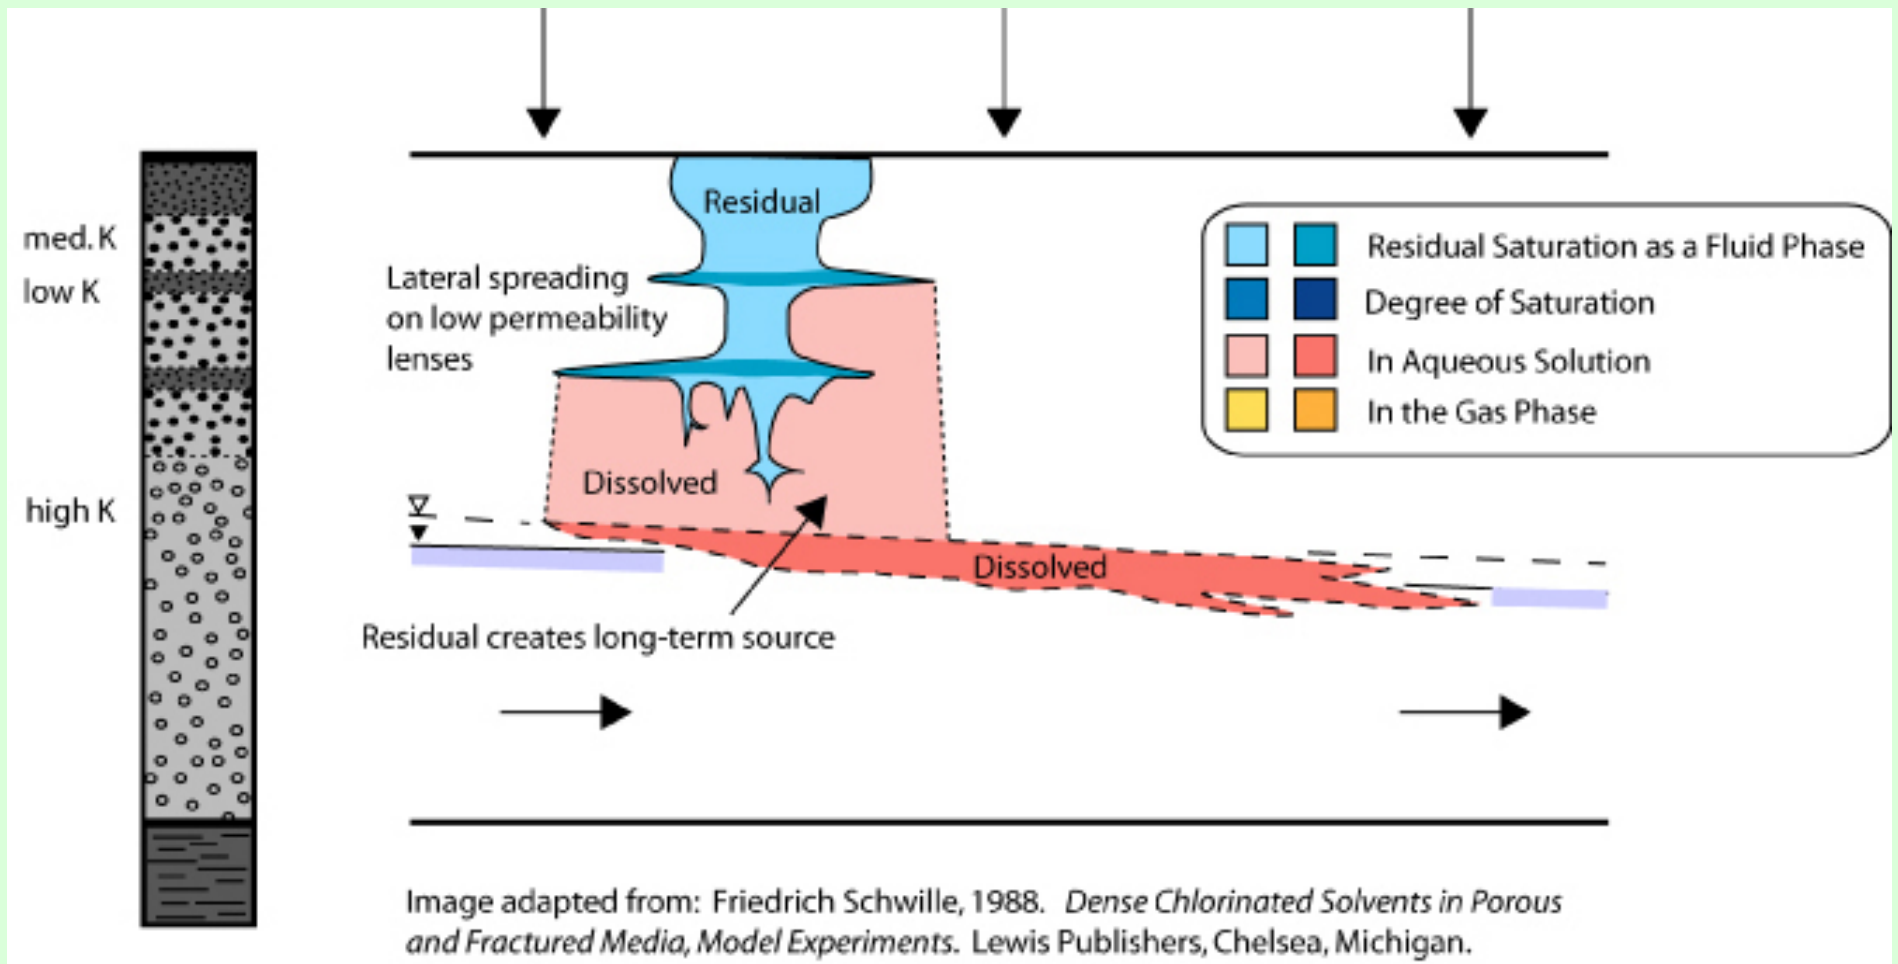 med. K
low K
high K
Residual
Lateral spreading
on low permeability
lenses
Dissolved
Dissolved
Residual creates long-term source
Residual Saturation as a Fluid Phase
Degree of Saturation
In Aqueous Solution
In the Gas Phase
Image adapted from: Friedrich Schwille, 1988. Dense Chlorinated Solvents in Porous
and Fractured Media, Model Experiments. Lewis Publishers, Chelsea, Michigan.